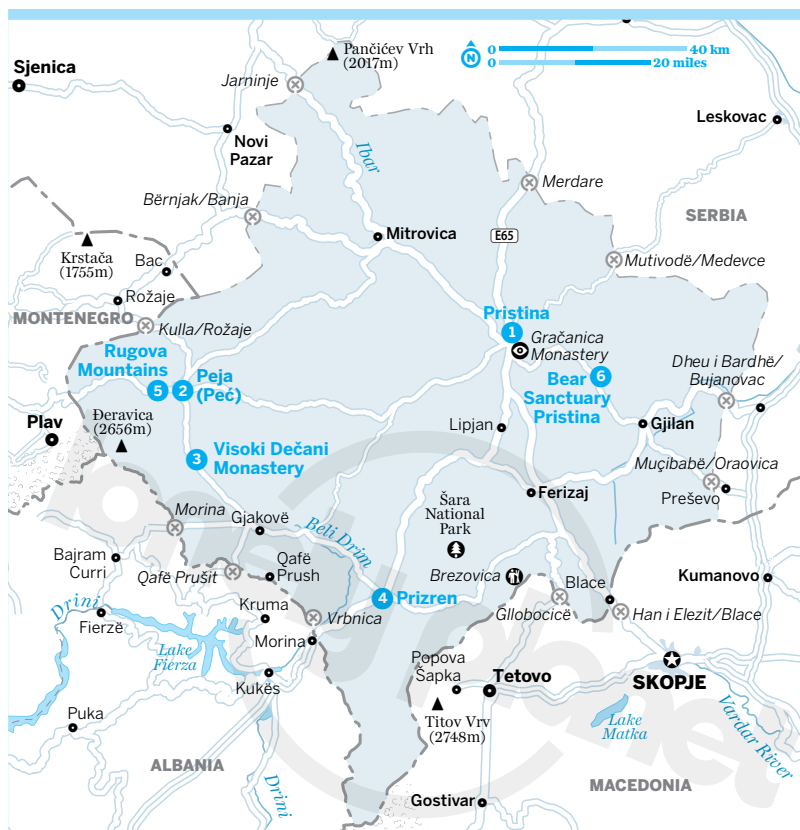 Pančićev Vrh
(2017m)
0
40 km
N
0
20 miles
Sjenica
Jarninje
Leskovac
Novi
Pazar
Ibar
Merdare
Bërnjak/Banja
SERBIA
Mitrovica
E65
Krstača
(1755m)
Bac
Mutivodë/Medevce
Rožaje
MONTENEGRO
Kulla/Rožaje
Pristina
1
Gračanica
Monastery
Rugova
Mountains
5
2
Peja
(Peć)
6
Bear
Sanctuary
Pristina
Dheu i Bardhë/
Bujanovac
Plav
Đeravica
(2656m)
Lipjan
Gjilan
3
Visoki Dečani
Monastery
Muçibabë/Oraovica
Preševo
Ferizaj
Šara
National
Park
Morina
Gjakovë
Beli Drim
Bajram
Curri
Qafë Prušit
Qafë
Prush
Brezovica
Blace
Kumanovo
4
Prizren
Drini
Fierzë
Kruma
Vrbnica
Gllobocicë
Han i Elezit/Blace
Morina
Lake
Fierza
Kukës
Popova
Šapka
Tetovo
SKOPJE
Puka
Titov Vrv
(2748m)
Lake
Matka
Vardar River
ALBANIA
Drini
MACEDONIA
Gostivar
lonely planet